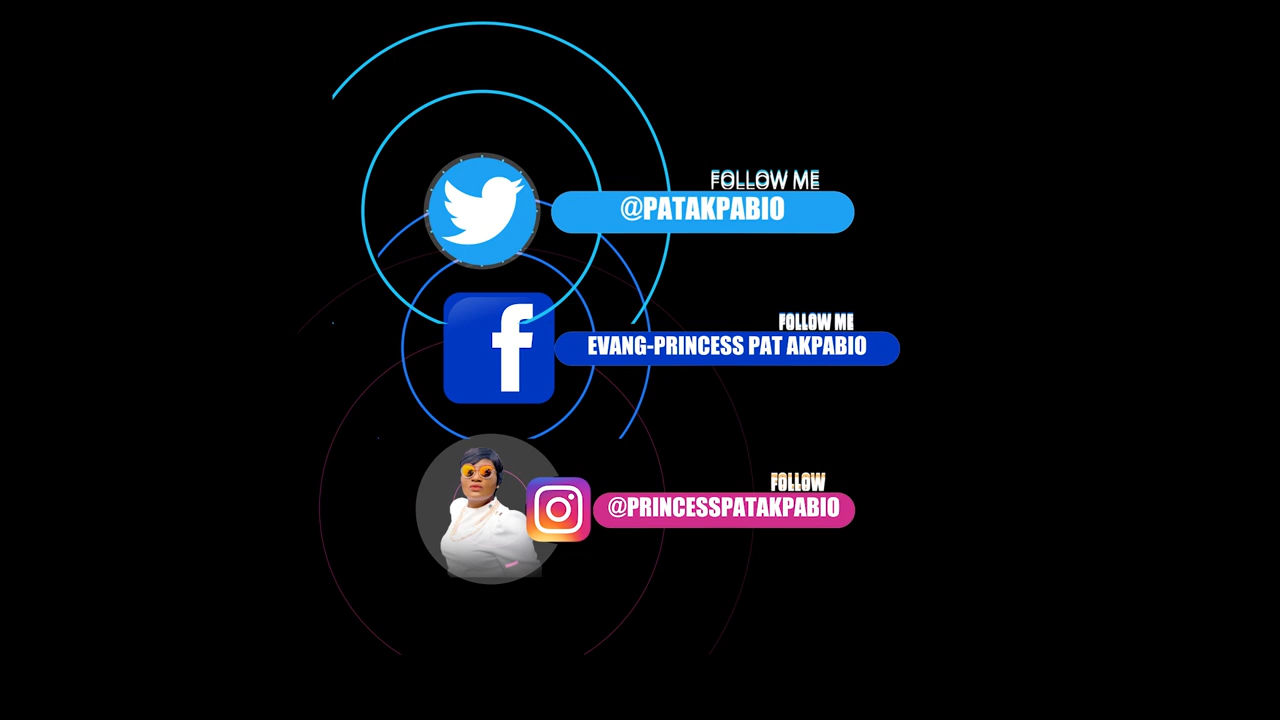 FOLLOW ME
@PATAKPABIO
FOLLOW ME
EVANG-PRINCESS PAT AKPABIO
FOLLOW
@PRINCESSPATAKPABIO